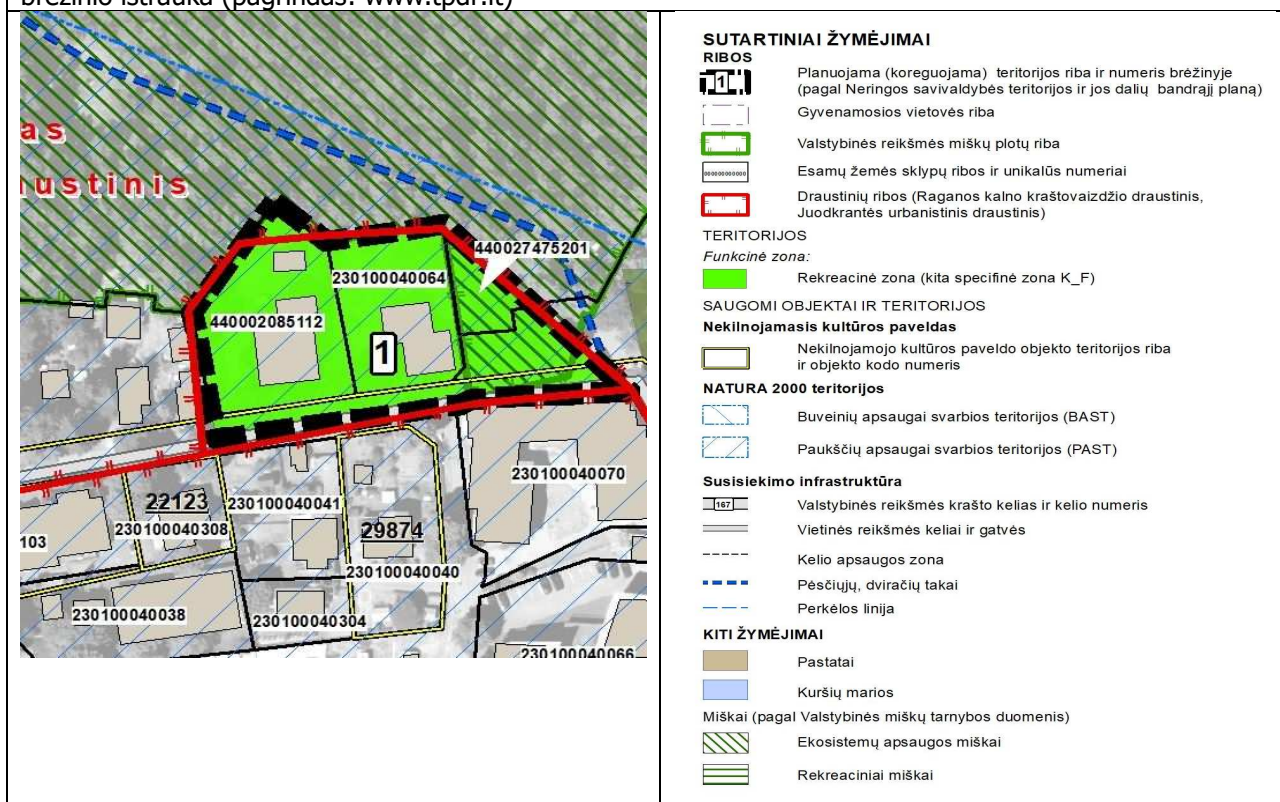 brėžinio ištrauka (pagrindas: www.tpdr.lt)
as
austinis
440027475201
230100040064
440002085112
1
230100040070
22123
230100040041
230100040308
29874
103
230100040040
230100040038
230100040304
230100040066
SUTARTINIAI ŽYMĖJIMAI
RIBOS
1
Planuojama (koreguojama) teritorijos riba ir numeris brėžinyje
(pagal Neringos savivaldybės teritorijos ir jos dalių bandrąjį planą)
Gyvenamosios vietovės riba
Valstybinės reikšmės miškų plotų riba
Esamų žemės sklypų ribos ir unikalūs numeriai
Draustinių ribos (Raganos kalno kraštovaizdžio draustinis,
Juodkrantės urbanistinis draustinis)
TERITORIJOS
Funkcinė zona:
Rekreacinė zona (kita specifinė zona K_F)
SAUGOMI OBJEKTAI IR TERITORIJOS
Nekilnojamasis kultūros paveldas
Nekilnojamojo kultūros paveldo objekto teritorijos riba
ir objekto kodo numeris
NATURA 2000 teritorijos
Buveinių apsaugai svarbios teritorijos (BAST)
Paukščių apsaugai svarbios teritorijos (PAST)
Susisiekimo infrastruktūra
167
Valstybinės reikšmės krašto kelias ir kelio numeris
Vietinės reikšmės keliai ir gatvės
Kelio apsaugos zona
Pėsčiųjų, dviračių takai
Perkėlos linija
KITI ŽYMĖJIMAI
Pastatai
Kuršių marios
Miškai (pagal Valstybinės miškų tarnybos duomenis)
Ekosistemų apsaugos miškai
Rekreaciniai miškai